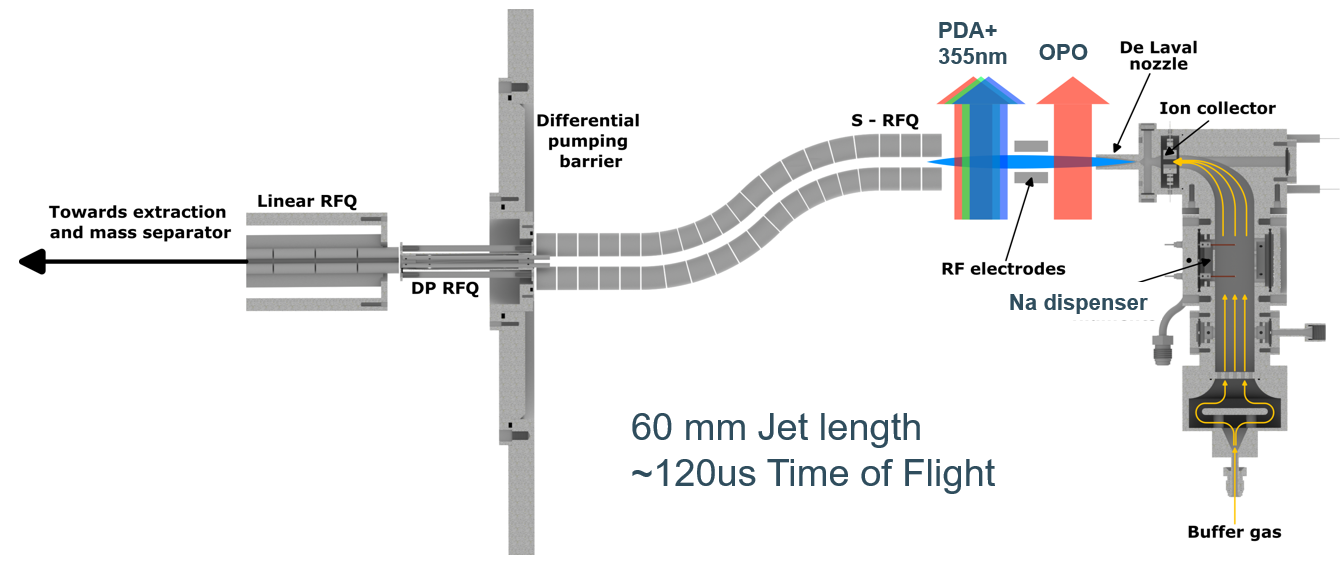 PDA+
355nm
OPO
De Laval
nozzle
Ion collector
S - RFQ
Differential
pumping
barrier
Linear RFQ
Towards extraction
and mass separator
DP RFQ
RF electrodes
Na dispenser
60 mm Jet length
~120us Time of Flight
Buffer gas